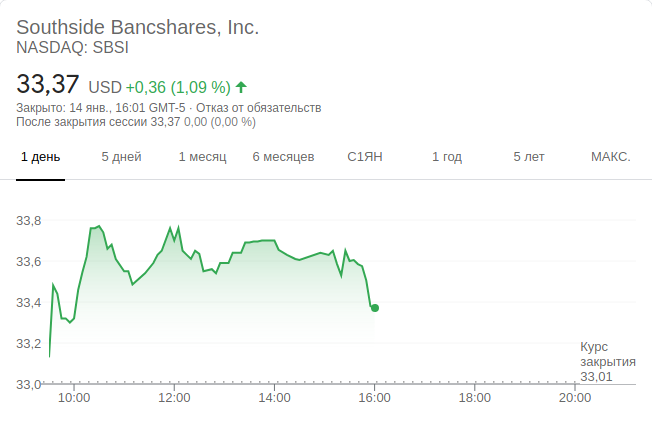 Southside Bancshares, Inc.
NASDAQ: SBSI
33,37 USD +0,36 (1,09 %)
Закрыто: 14 янв., 16:01 GMT-5 · Отказ от обязательств
После закрытия сессии 33,37 0,00 (0,00 %)
1 день 5 дней 1 месяц 6 месяцев С1ЯН 1 год 5 лет МАКС.
33,8
33,6
33,4
33,2
Курс
закрытия
33,01
33,0
10:00 12:00 14:00 16:00 18:00 20:00